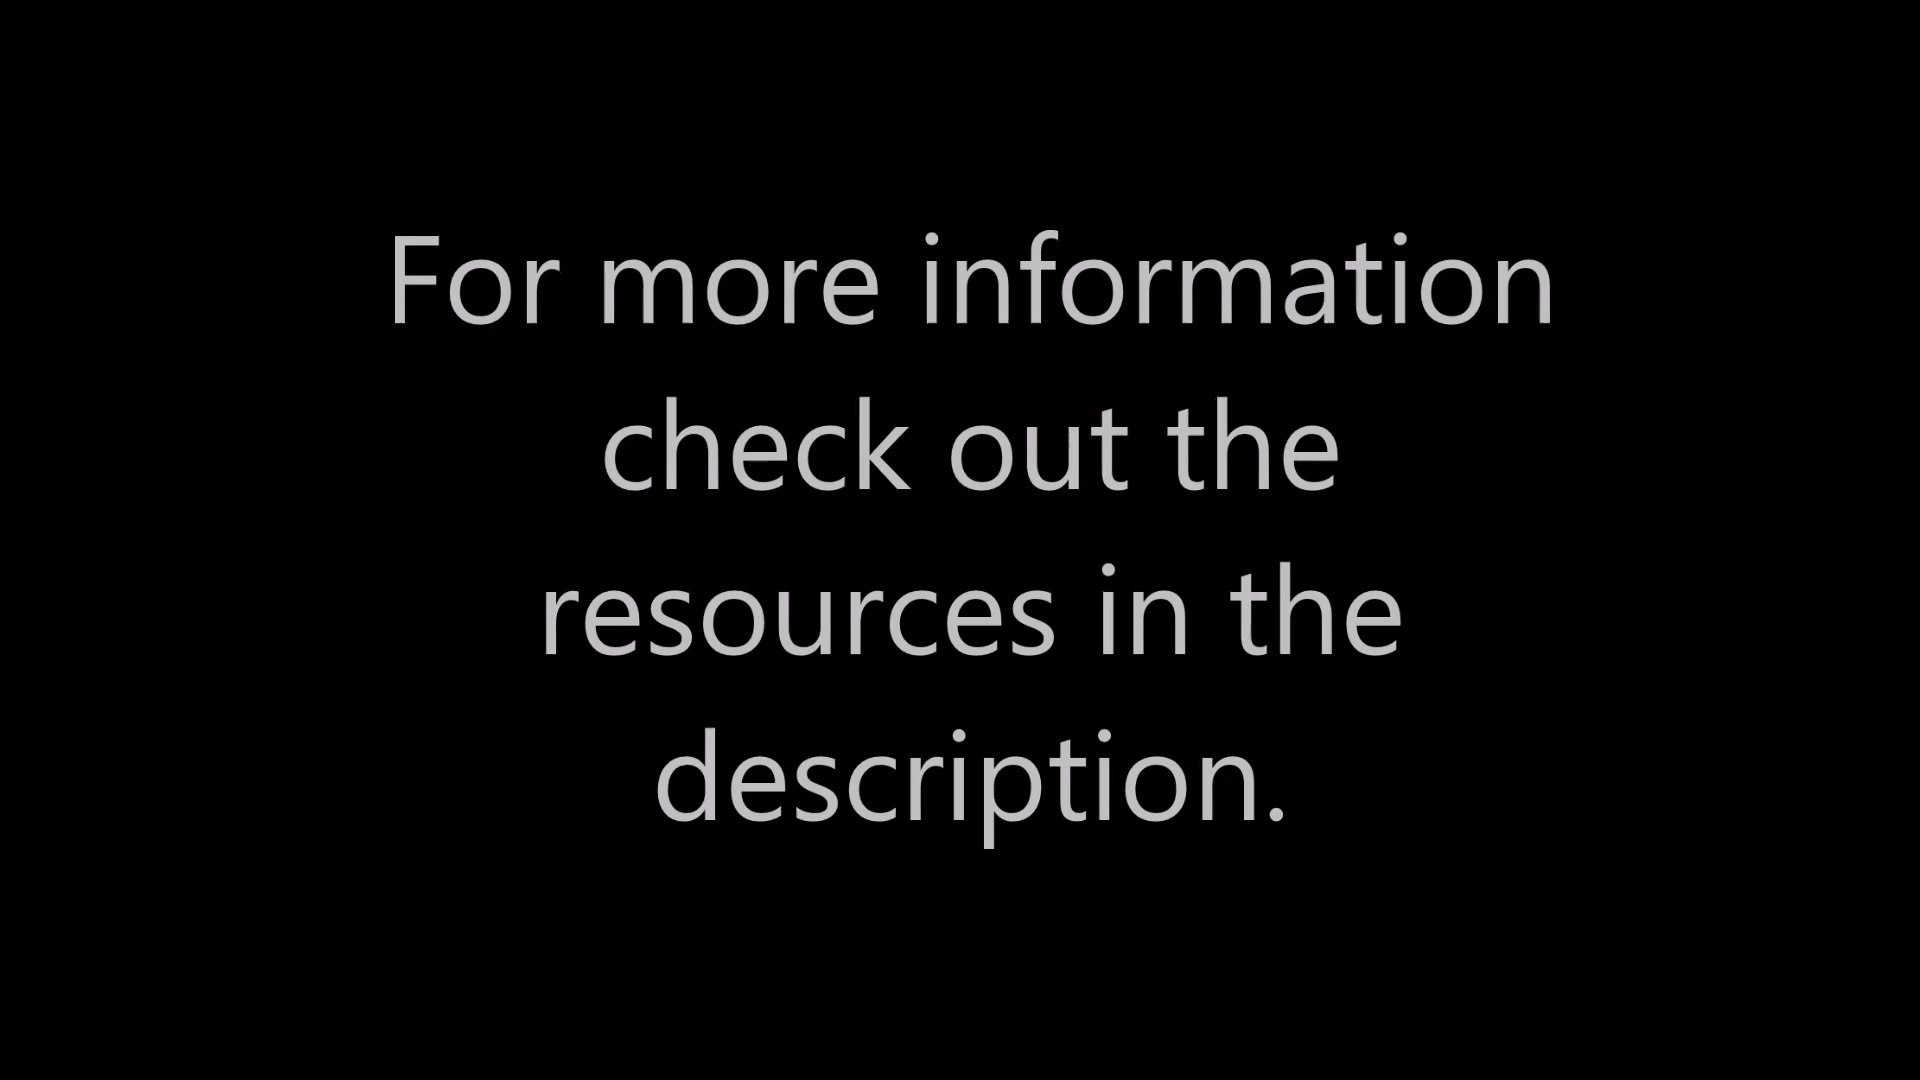 For more information
check out the
resources in the
description.